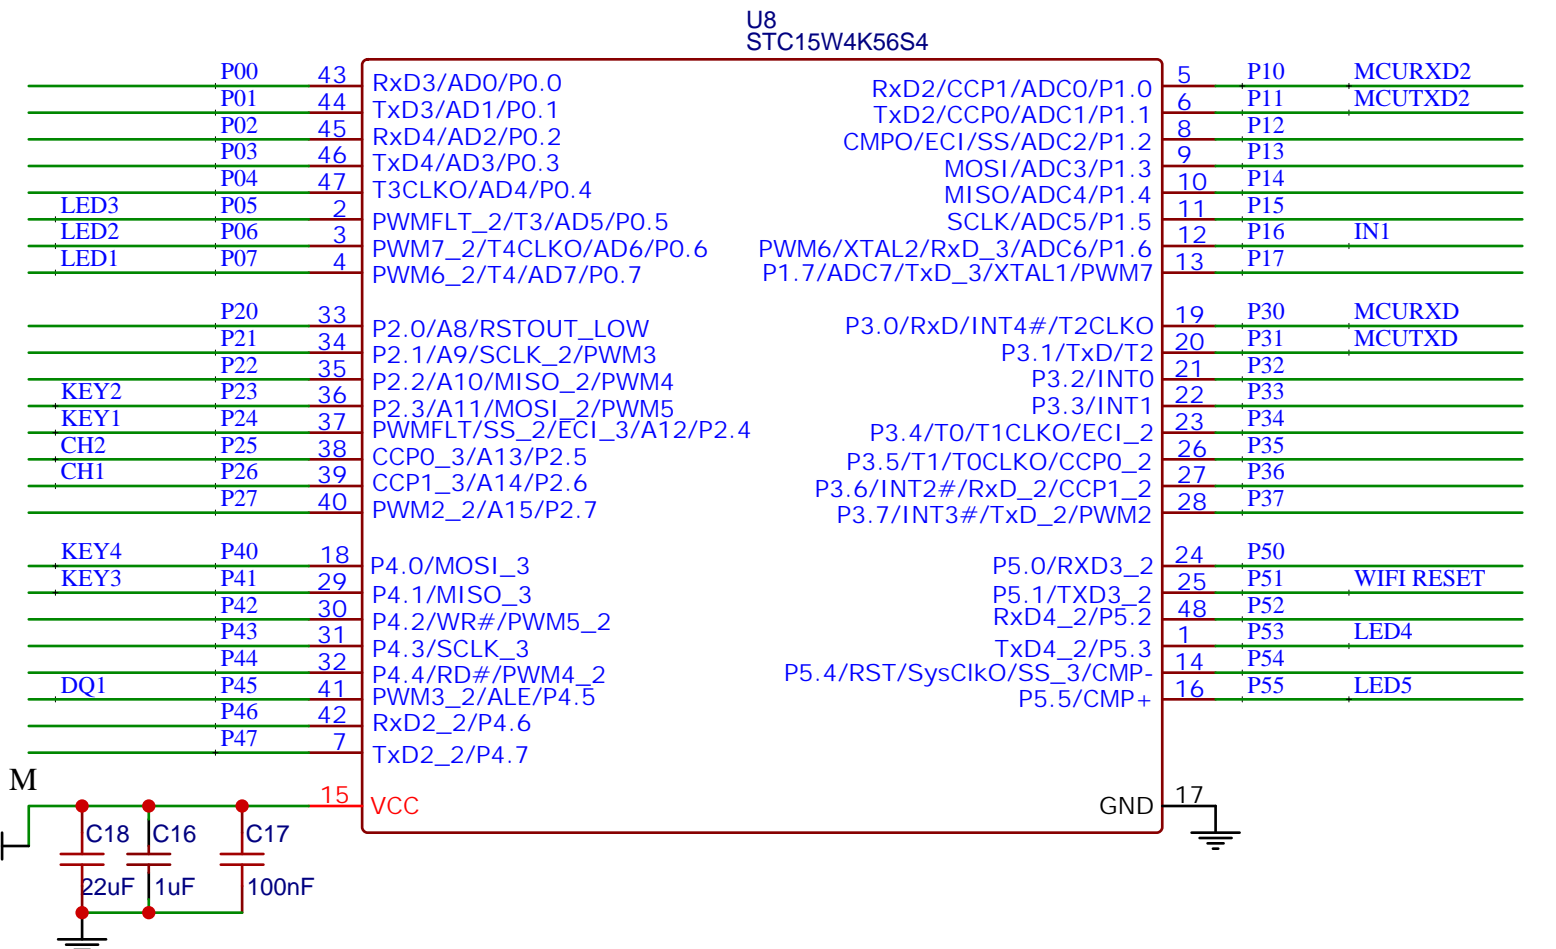 U8
STC15W4K56S4
P00 43 RxD3/AD0/P0.0
P01 44 TxD3/AD1/P0.1
P02 45 RxD4/AD2/P0.2
P03 46 TxD4/AD3/P0.3
P04 47 T3CLKO/AD4/P0.4
LED3 P05 2 PWMFLT_2/T3/AD5/P0.5
LED2 P06 3 PWM7_2/T4CLKO/AD6/P0.6
LED1 P07 4 PWM6_2/T4/AD7/P0.7
P20 33 P2.0/A8/RSTOUT_LOW
P21 34 P2.1/A9/SCLK_2/PWM3
P22 35 P2.2/A10/MISO_2/PWM4
KEY2 P23 36 P2.3/A11/MOSI_2/PWM5
KEY1 P24 37 PWMFLT/SS_2/ECI_3/A12/P2.4
CH2 P25 38 CCP0_3/A13/P2.5
CH1 P26 39 CCP1_3/A14/P2.6
P27 40 PWM2_2/A15/P2.7
KEY4 P40 18 P4.0/MOSI_3
KEY3 P41 29 P4.1/MISO_3
P42 30 P4.2/WR#/PWM5_2
P43 31 P4.3/SCLK_3
P44 32 P4.4/RD#/PWM4_2
DQ1 P45 41 PWM3_2/ALE/P4.5
P46 42 RxD2_2/P4.6
P47 7 TxD2_2/P4.7
M
15 VCC
C18 C16 C17
22uF 1uF 100nF
RxD2/CCP1/ADC0/P1.0 5 P10 MCURXD2
TxD2/CCP0/ADC1/P1.1 6 P11 MCUTXD2
CMPO/ECI/SS/ADC2/P1.2 8 P12
MOSI/ADC3/P1.3 9 P13
MISO/ADC4/P1.4 10 P14
SCLK/ADC5/P1.5 11 P15
PWM6/XTAL2/RxD_3/ADC6/P1.6 12 P16 IN1
P1.7/ADC7/TxD_3/XTAL1/PWM7 13 P17
P3.0/RxD/INT4#/T2CLKO 19 P30 MCURXD
P3.1/TxD/T2 20 P31 MCUTXD
P3.2/INT0 21 P32
P3.3/INT1 22 P33
P3.4/T0/T1CLKO/ECI_2 23 P34
P3.5/T1/T0CLKO/CCP0_2 26 P35
P3.6/INT2#/RxD_2/CCP1_2 27 P36
P3.7/INT3#/TxD_2/PWM2 28 P37
P5.0/RXD3_2 24 P50
P5.1/TXD3_2 25 P51 WIFI RESET
RxD4_2/P5.2 48 P52
TxD4_2/P5.3 1 P53 LED4
P5.4/RST/SysClkO/SS_3/CMP- 14 P54
P5.5/CMP+ 16 P55 LED5
GND 17